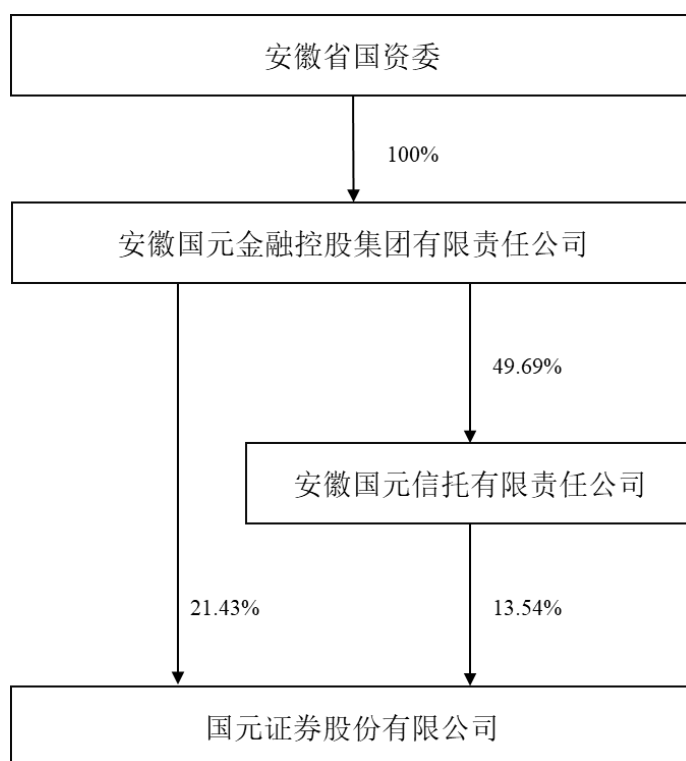 安徽省国资委
100%
安徽国元金融控股集团有限责任公司
49.69%
安徽国元信托有限责任公司
21.43%
13.54%
国元证券股份有限公司